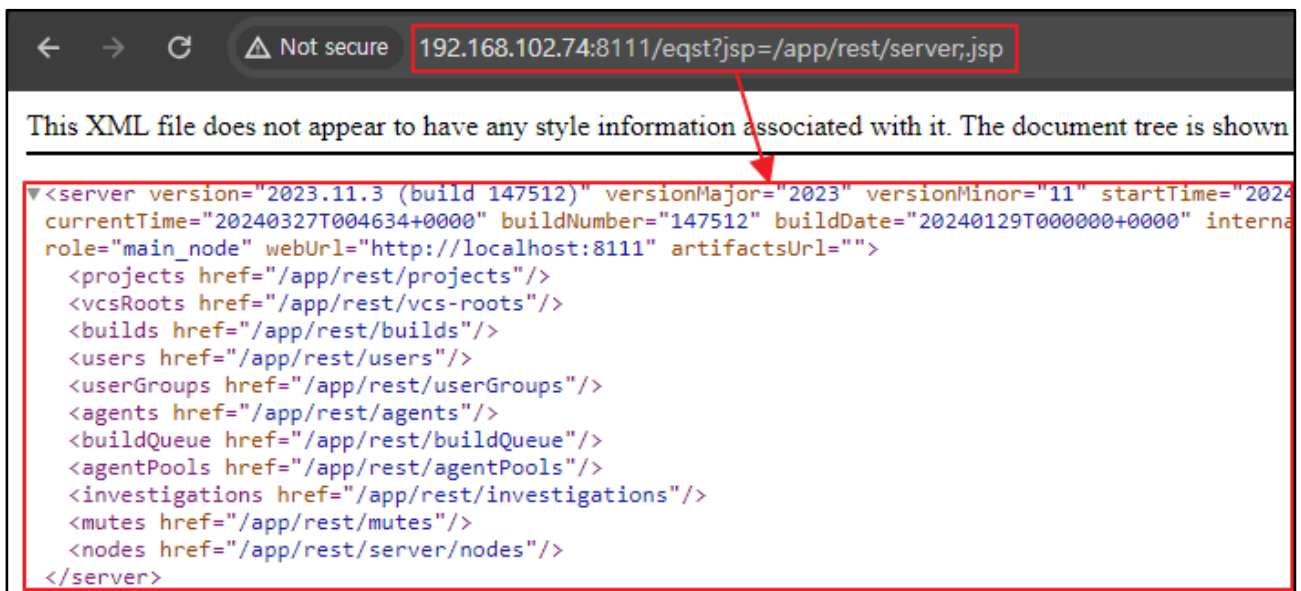 Not secure 192.168.102.74:8111/eqst?jsp=/app/rest/server;.jsp
This XML file does not appear to have any style information associated with it. The document tree is shown
▼<server version="2023.11.3 (build 147512)" versionMajor="2023" versionMinor="11" startTime="2024
currentTime="20240327T004634+0000" buildNumber="147512" buildDate="20240129T000000+0000" interna
role="main_node" webUrl="http://localhost:8111" artifactsUrl="">
<projects href="/app/rest/projects"/>
<vcsRoots href="/app/rest/vcs-roots"/>
<builds href="/app/rest/builds"/>
<users href="/app/rest/users"/>
<userGroups href="/app/rest/userGroups"/>
<agents href="/app/rest/agents"/>
<buildQueue href="/app/rest/buildQueue"/>
<agentPools href="/app/rest/agentPools"/>
<investigations href="/app/rest/investigations"/>
<mutes href="/app/rest/mutes"/>
<nodes href="/app/rest/server/nodes"/>
</server>